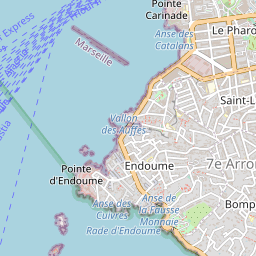 Pointe
Carinade
Express
Marseille
Anse des
Catalans
Le Pharo
Saint-L
Vallon
des Auffes
astia
Endoume
7e Arron
Pointe
d'Endoume
Anse des
Cuivres
Rade d'Endoume
Anse de
la Fausse
Monnaie
Bomp